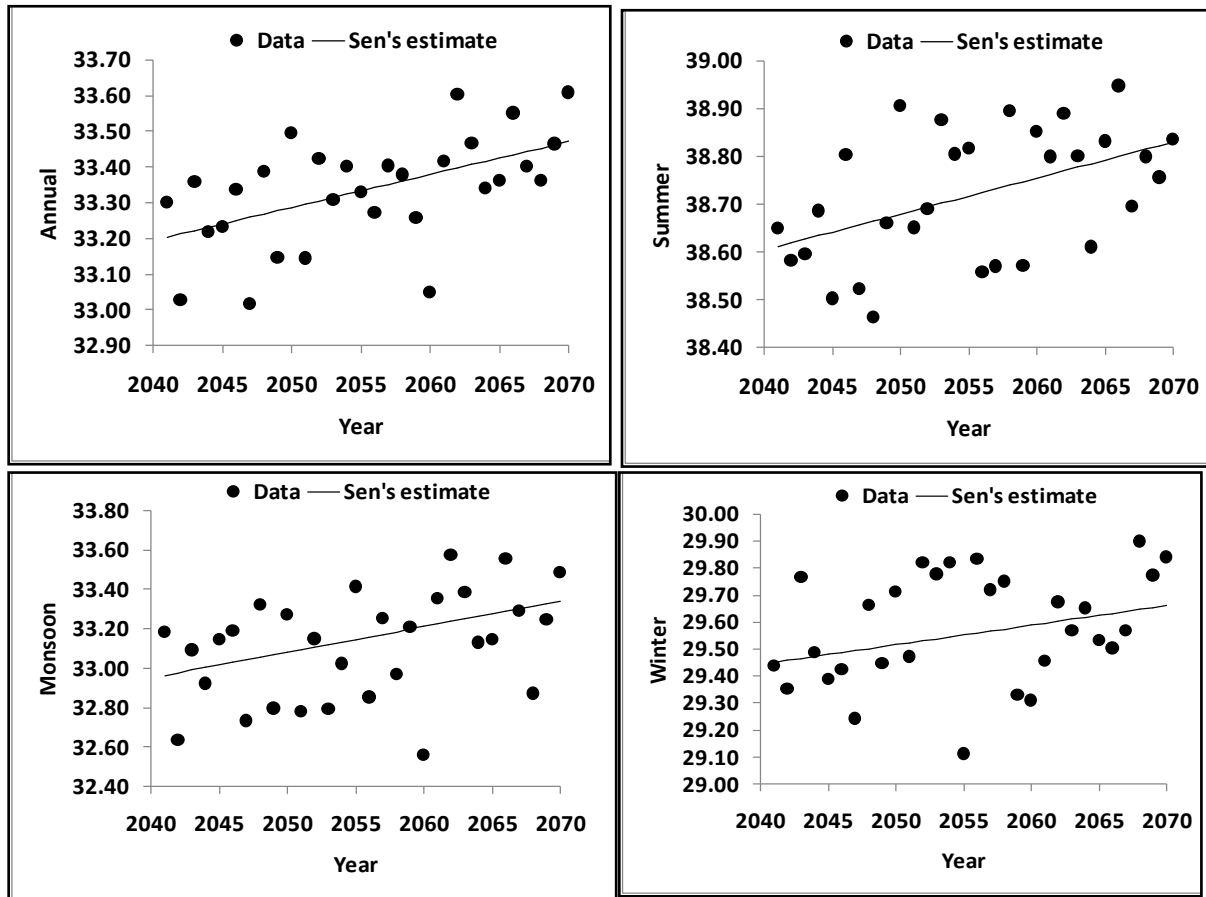 Data Sen's estimate
Annual
33.70
33.60
33.50
33.40
33.30
33.20
33.10
33.00
32.90
2040 2045 2050 2055 2060 2065 2070
Year
Data Sen's estimate
Summer
39.00
38.90
38.80
38.70
38.60
38.50
38.40
2040 2045 2050 2055 2060 2065 2070
Year
Data Sen's estimate
Monsoon
33.80
33.60
33.40
33.20
33.00
32.80
32.60
32.40
2040 2045 2050 2055 2060 2065 2070
Year
Data Sen's estimate
Winter
30.00
29.90
29.80
29.70
29.60
29.50
29.40
29.30
29.20
29.10
29.00
2040 2045 2050 2055 2060 2065 2070
Year